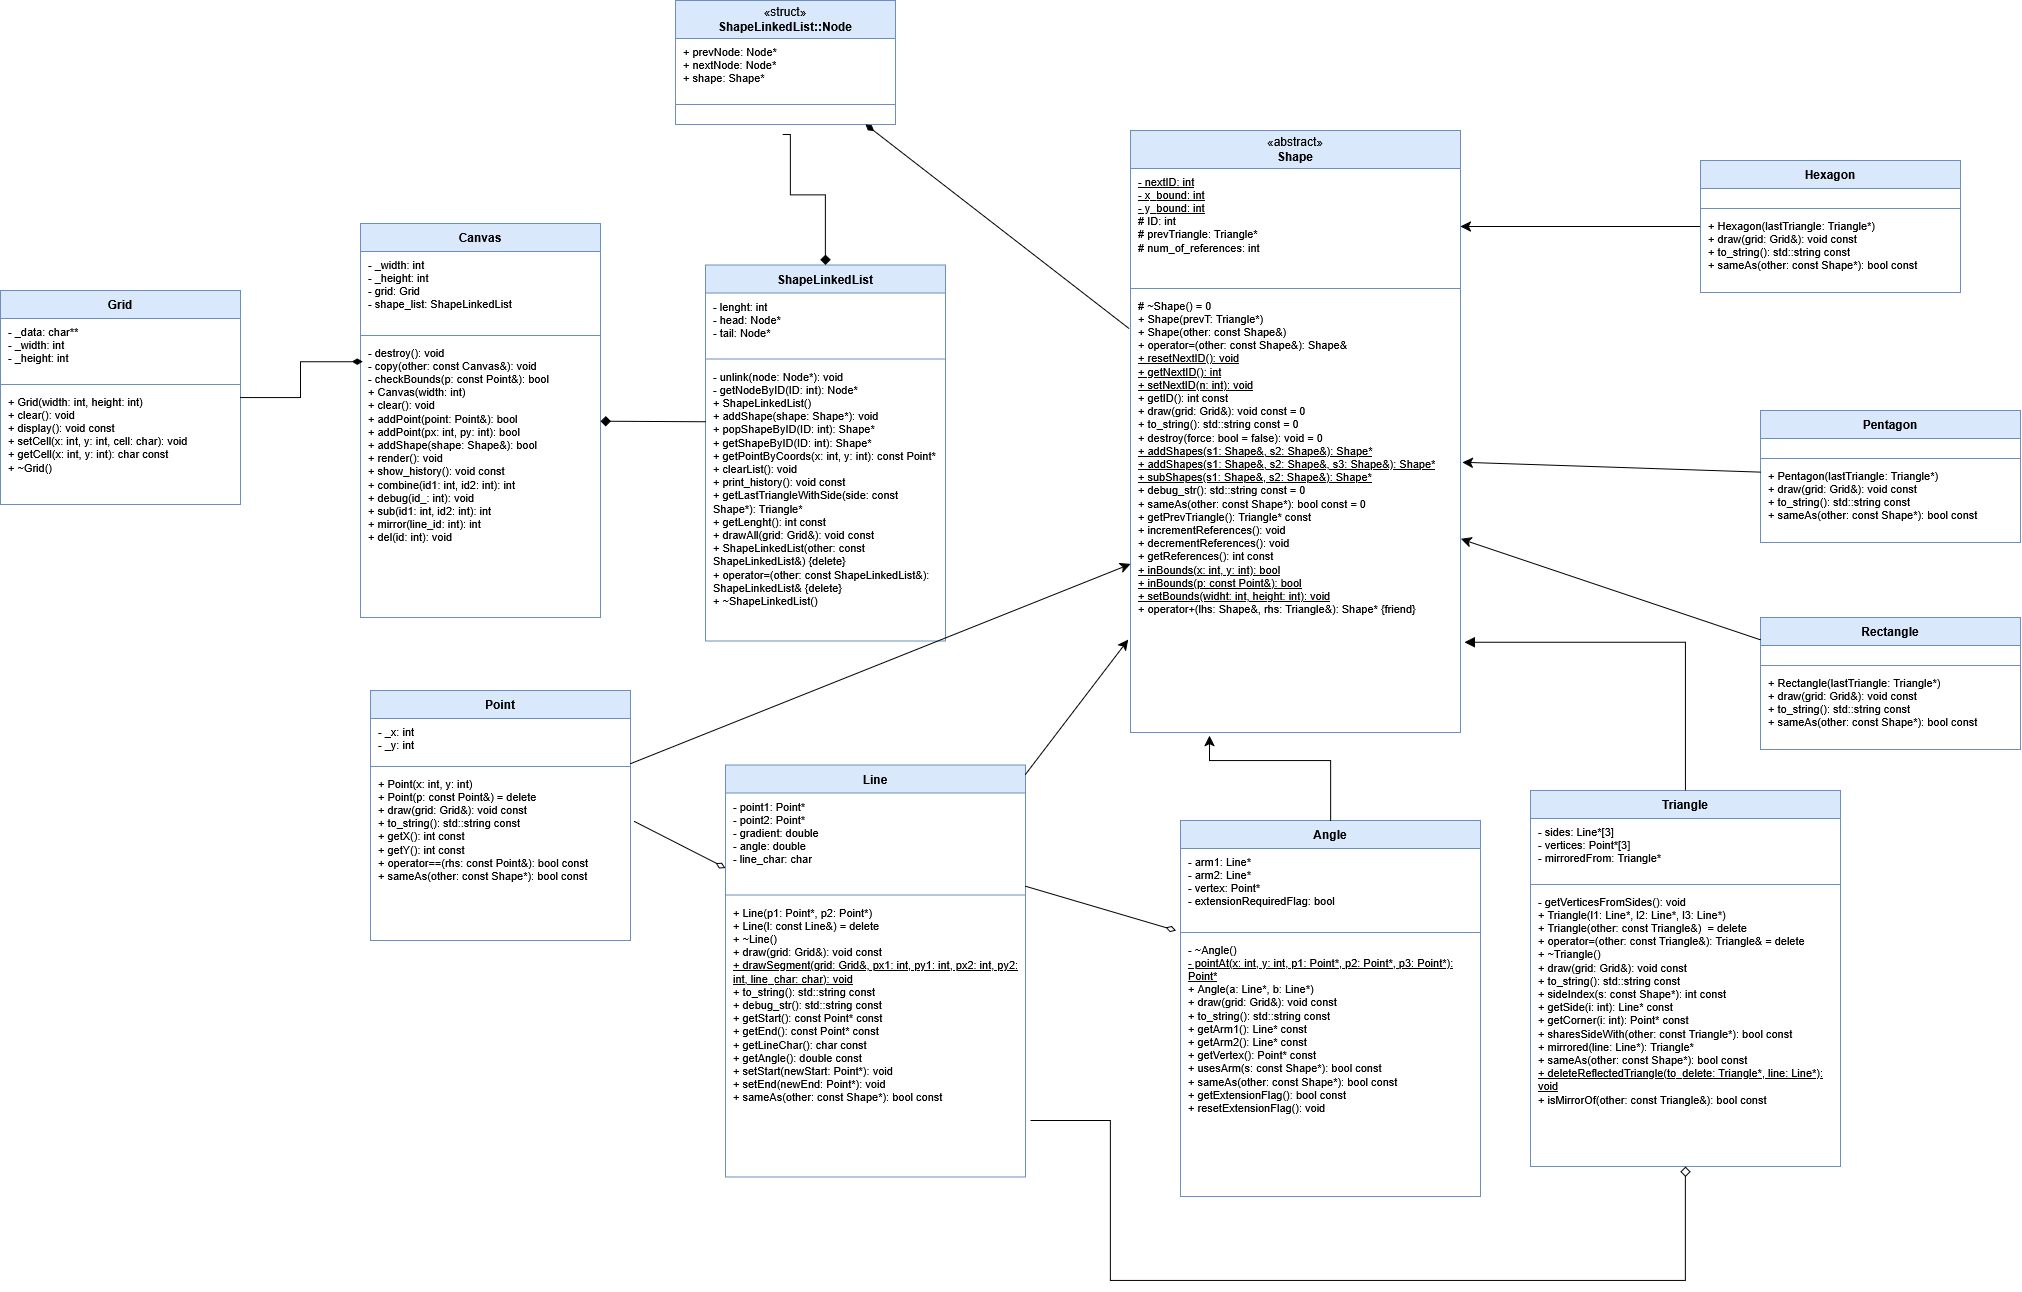 «struct»
ShapeLinkedList::Node
+ prevNode: Node*
+ nextNode: Node*
+ shape: Shape*
«abstract»
Shape
- nextID: int
- x_bound: int
- y_bound: int
# ID: int
# prevTriangle: Triangle*
# num_of_references: int
# ~Shape() = 0
+ Shape(prevT: Triangle*)
+ Shape(other: const Shape&)
+ operator=(other: const Shape&): Shape&
+ resetNextID(): void
+ getNextID(): int
+ setNextID(n: int): void
+ getID(): int const
+ draw(grid: Grid&): void const = 0
+ to_string(): std::string const = 0
+ destroy(force: bool = false): void = 0
+ addShapes(s1: Shape&, s2: Shape&): Shape*
+ addShapes(s1: Shape&, s2: Shape&, s3: Shape&): Shape*
+ subShapes(s1: Shape&, s2: Shape&): Shape*
+ debug_str(): std::string const = 0
+ sameAs(other: const Shape*): bool const = 0
+ getPrevTriangle(): Triangle* const
+ incrementReferences(): void
+ decrementReferences(): void
+ getReferences(): int const
+ inBounds(x: int, y: int): bool
+ inBounds(p: const Point&): bool
+ setBounds(widht: int, height: int): void
+ operator+(lhs: Shape&, rhs: Triangle&): Shape* {friend}
Hexagon
+ Hexagon(lastTriangle: Triangle*)
+ draw(grid: Grid&): void const
+ to_string(): std::string const
+ sameAs(other: const Shape*): bool const
Canvas
- _width: int
- _height: int
- grid: Grid
- shape_list: ShapeLinkedList
- destroy(): void
- copy(other: const Canvas&): void
- checkBounds(p: const Point&): bool
+ Canvas(width: int)
+ clear(): void
+ addPoint(point: Point&): bool
+ addPoint(px: int, py: int): bool
+ addShape(shape: Shape&): bool
+ render(): void
+ show_history(): void const
+ combine(id1: int, id2: int): int
+ debug(id_: int): void
+ sub(id1: int, id2: int): int
+ mirror(line_id: int): int
+ del(id: int): void
ShapeLinkedList
- lenght: int
- head: Node*
- tail: Node*
- unlink(node: Node*): void
- getNodeByID(ID: int): Node*
+ ShapeLinkedList()
+ addShape(shape: Shape*): void
+ popShapeByID(ID: int): Shape*
+ getShapeByID(ID: int): Shape*
+ getPointByCoords(x: int, y: int): const Point*
+ clearList(): void
+ print_history(): void const
+ getLastTriangleWithSide(side: const
Shape*): Triangle*
+ getLenght(): int const
+ drawAll(grid: Grid&): void const
+ ShapeLinkedList(other: const
ShapeLinkedList&) {delete}
+ operator=(other: const ShapeLinkedList&):
ShapeLinkedList& {delete}
+ ~ShapeLinkedList()
Grid
- _data: char**
- _width: int
- _height: int
+ Grid(width: int, height: int)
+ clear(): void
+ display(): void const
+ setCell(x: int, y: int, cell: char): void
+ getCell(x: int, y: int): char const
+ ~Grid()
Pentagon
+ Pentagon(lastTriangle: Triangle*)
+ draw(grid: Grid&): void const
+ to_string(): std::string const
+ sameAs(other: const Shape*): bool const
Rectangle
+ Rectangle(lastTriangle: Triangle*)
+ draw(grid: Grid&): void const
+ to_string(): std::string const
+ sameAs(other: const Shape*): bool const
Point
- _x: int
- _y: int
+ Point(x: int, y: int)
+ Point(p: const Point&) = delete
+ draw(grid: Grid&): void const
+ to_string(): std::string const
+ getX(): int const
+ getY(): int const
+ operator==(rhs: const Point&): bool const
+ sameAs(other: const Shape*): bool const
Line
- point1: Point*
- point2: Point*
- gradient: double
- angle: double
- line_char: char
+ Line(p1: Point*, p2: Point*)
+ Line(l: const Line&) = delete
+ ~Line()
+ draw(grid: Grid&): void const
+ drawSegment(grid: Grid&, px1: int, py1: int, px2: int, py2:
int, line_char: char): void
+ to_string(): std::string const
+ debug_str(): std::string const
+ getStart(): const Point* const
+ getEnd(): const Point* const
+ getLineChar(): char const
+ getAngle(): double const
+ setStart(newStart: Point*): void
+ setEnd(newEnd: Point*): void
+ sameAs(other: const Shape*): bool const
Angle
- arm1: Line*
- arm2: Line*
- vertex: Point*
- extensionRequiredFlag: bool
- ~Angle()
- pointAt(x: int, y: int, p1: Point*, p2: Point*, p3: Point*):
Point*
+ Angle(a: Line*, b: Line*)
+ draw(grid: Grid&): void const
+ to_string(): std::string const
+ getArm1(): Line* const
+ getArm2(): Line* const
+ getVertex(): Point* const
+ usesArm(s: const Shape*): bool const
+ sameAs(other: const Shape*): bool const
+ getExtensionFlag(): bool const
+ resetExtensionFlag(): void
Triangle
- sides: Line*[3]
- vertices: Point*[3]
- mirroredFrom: Triangle*
- getVerticesFromSides(): void
+ Triangle(l1: Line*, l2: Line*, l3: Line*)
+ Triangle(other: const Triangle&) = delete
+ operator=(other: const Triangle&): Triangle& = delete
+ ~Triangle()
+ draw(grid: Grid&): void const
+ to_string(): std::string const
+ sideIndex(s: const Shape*): int const
+ getSide(i: int): Line* const
+ getCorner(i: int): Point* const
+ sharesSideWith(other: const Triangle*): bool const
+ mirrored(line: Line*): Triangle*
+ sameAs(other: const Shape*): bool const
+ deleteReflectedTriangle(to_delete: Triangle*, line: Line*):
void
+ isMirrorOf(other: const Triangle&): bool const